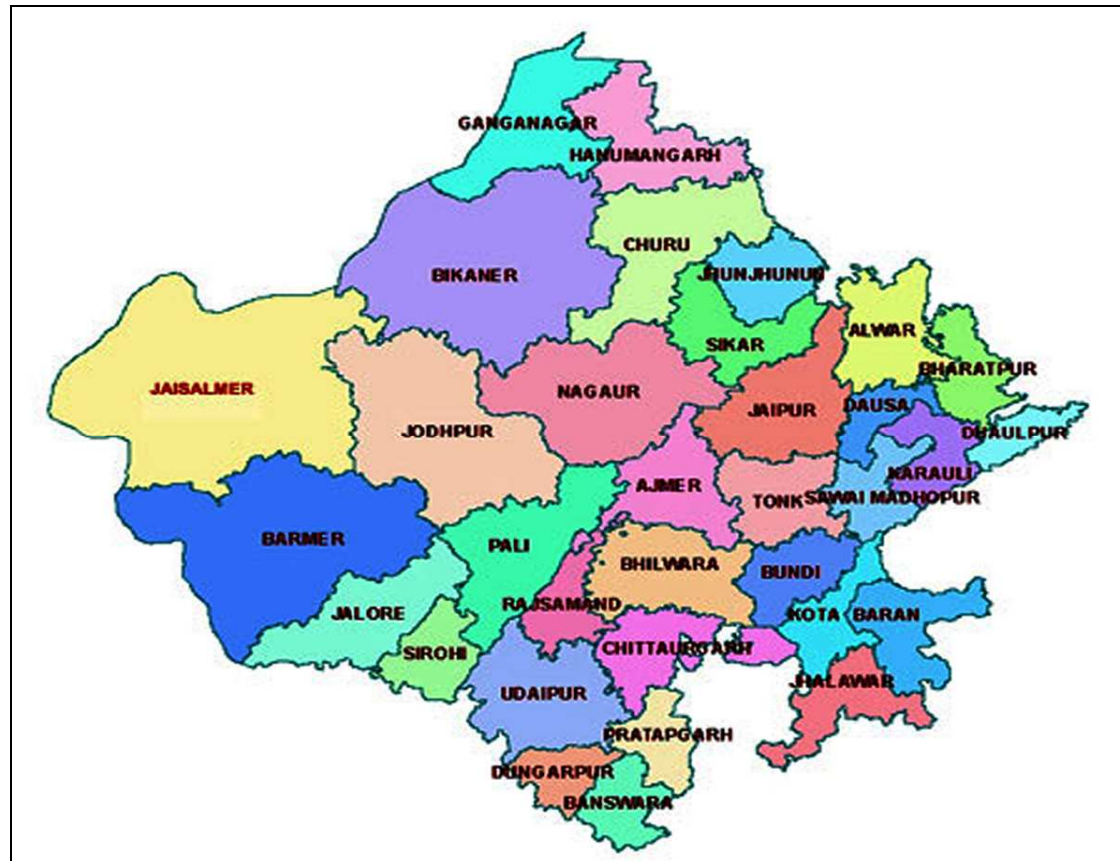 GANGANAGAR
HANUMANGARH
CHURU
BIKANER
JHUNJHUNUN
ALWAR
SIKAR
BHARATPUR
JAISALMER
NAGAUR
JAIPUR
DAUSA
JODHPUR
DHAULPUR
KARAULI
AJMER
TONK
SAWAI MADHOPUR
BARMER
PALI
BHILWARA
BUNDI
RAJSAMAND
JALORE
KOTA
BARAN
SIROHI
CHITTAURGARH
JHALAWAR
UDAIPUR
PRATAPGARH
DUNGARPUR
BANSWARA